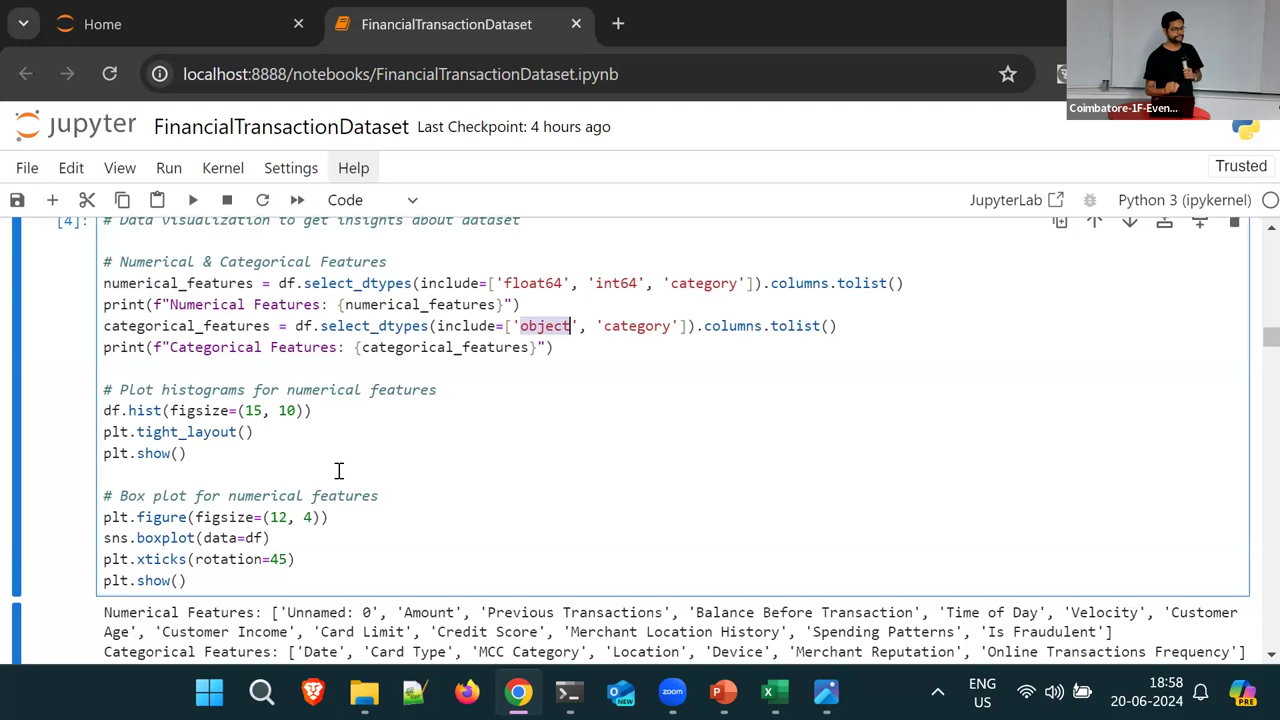 Home
FinancialTransactionDataset
localhost:8888/notebooks/FinancialTransactionDataset.ipynb
Coimbatore-1F-Even...
jupyter FinancialTransactionDataset Last Checkpoint: 4 hours ago
File Edit View Run Kernel Settings Help Trusted
Code JupyterLab Python 3 (ipykernel)
[4]: # Data visualization to get insights about dataset
# Numerical & Categorical Features
numerical_features = df.select_dtypes(include=['float64', 'int64', 'category']).columns.tolist()
print(f"Numerical Features: {numerical_features}")
categorical_features = df.select_dtypes(include=['object', 'category']).columns.tolist()
print(f"Categorical Features: {categorical_features}")
# Plot histograms for numerical features
df.hist(figsize=(15, 10))
plt.tight_layout()
plt.show()
# Box plot for numerical features
plt.figure(figsize=(12, 4))
sns.boxplot(data=df)
plt.xticks(rotation=45)
plt.show()
Numerical Features: ['Unnamed: 0', 'Amount', 'Previous Transactions', 'Balance Before Transaction', 'Time of Day', 'Velocity', 'Customer
Age', 'Customer Income', 'Card Limit', 'Credit Score', 'Merchant Location History', 'Spending Patterns', 'Is Fraudulent']
Categorical Features: ['Date', 'Card Type', 'MCC Category', 'Location', 'Device', 'Merchant Reputation', 'Online Transactions Frequency']
zoom
NEW
ENG
US
18:58
20-06-2024
PRE